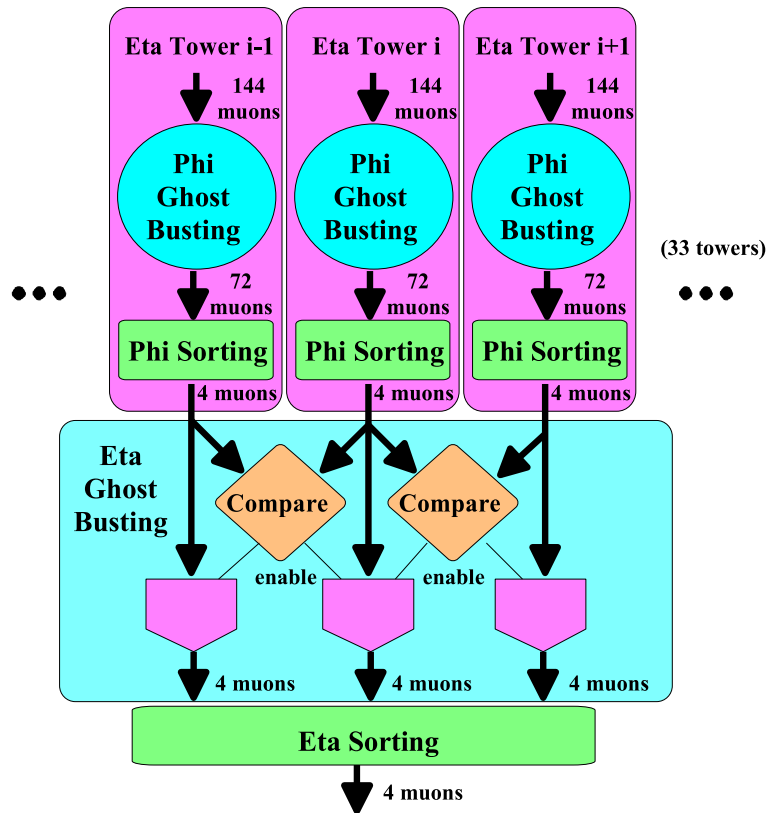 Eta Tower i-1
Eta Tower i
Eta Tower i+1
144
muons
144
muons
144
muons
Phi
Ghost
Busting
Phi
Ghost
Busting
Phi
Ghost
Busting
(33 towers)
72
muons
72
muons
72
muons
Phi Sorting
Phi Sorting
Phi Sorting
4 muons
4 muons
4 muons
Eta
Ghost
Busting
Compare
Compare
enable
enable
4 muons
4 muons
4 muons
Eta Sorting
4 muons